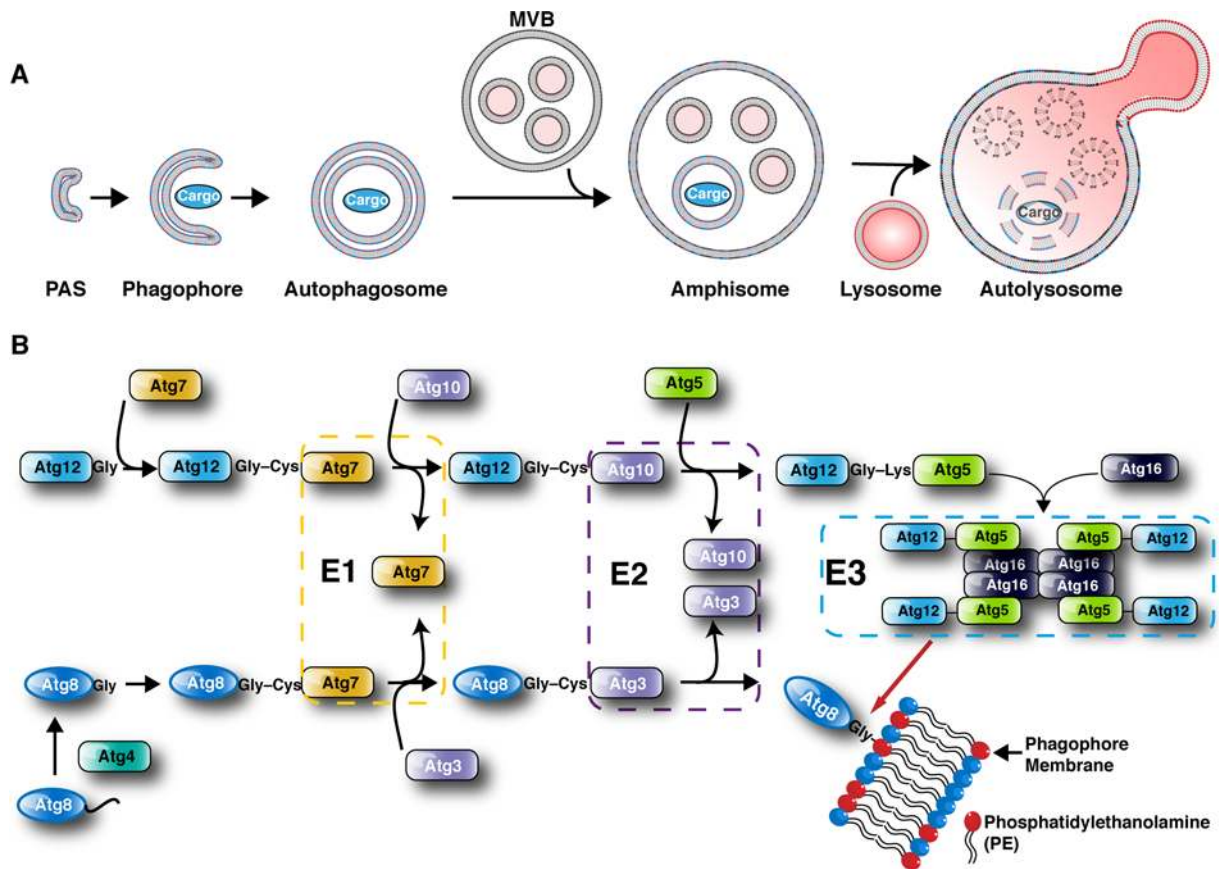 A
MVB
Cargo
Cargo
Cargo
Cargo
PAS
Phagophore
Autophagosome
Amphisome
Lysosome
Autolysosome
B
Atg7
Atg10
Atg5
Atg12 Gly
Atg12 Gly–Cys Atg7
Atg12 Gly–Cys Atg10
Atg12 Gly–Lys Atg5
Atg16
E1
Atg7
E2
Atg10
Atg3
E3
Atg12 Atg5 Atg5 Atg12
Atg16 Atg16
Atg16 Atg16
Atg12 Atg5 Atg5 Atg12
Atg8 Gly
Atg8 Gly–Cys Atg7
Atg8 Gly–Cys Atg3
Atg8 Gly–
Atg4
Atg3
Atg8
Phagophore
Membrane
Phosphatidylethanolamine
(PE)